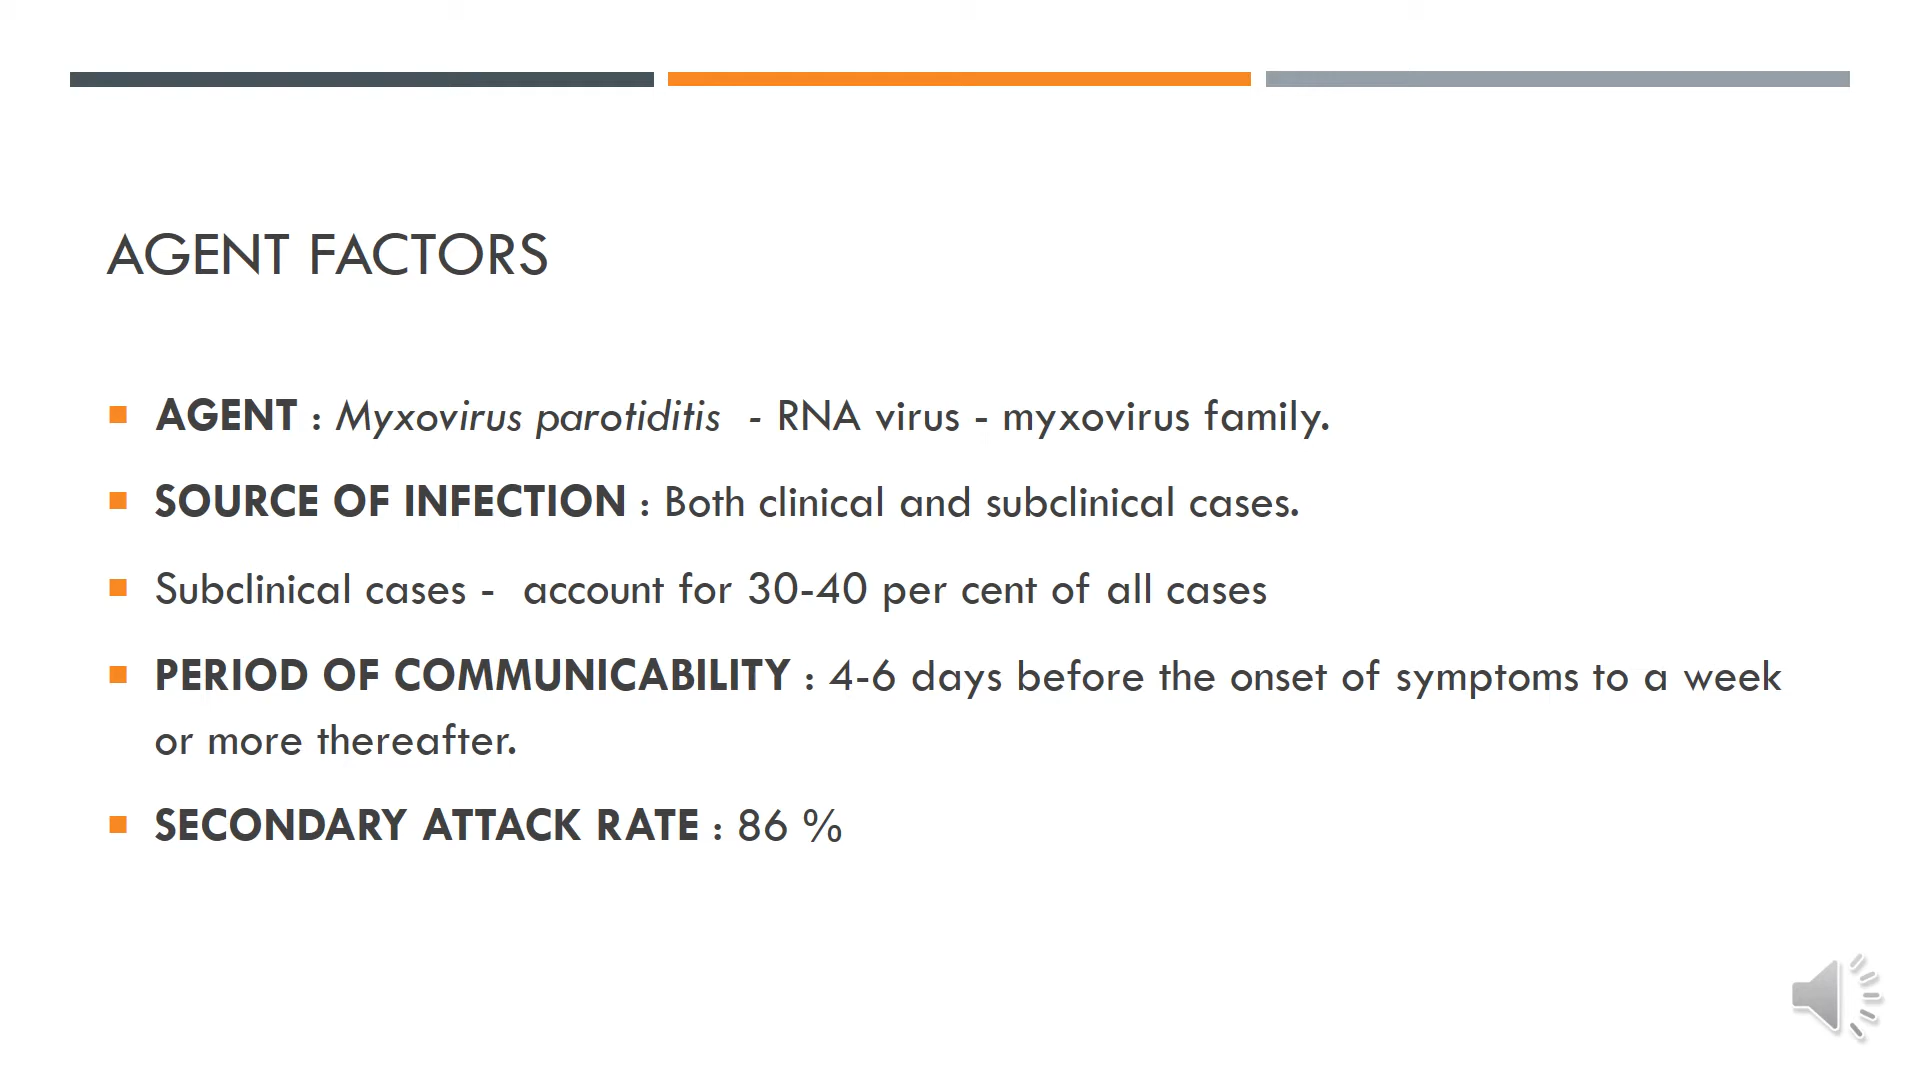 AGENT FACTORS
AGENT : Myxovirus parotiditis - RNA virus - myxovirus family.
SOURCE OF INFECTION : Both clinical and subclinical cases.
Subclinical cases - account for 30-40 per cent of all cases
PERIOD OF COMMUNICABILITY : 4-6 days before the onset of symptoms to a week
or more thereafter.
SECONDARY ATTACK RATE : 86 %